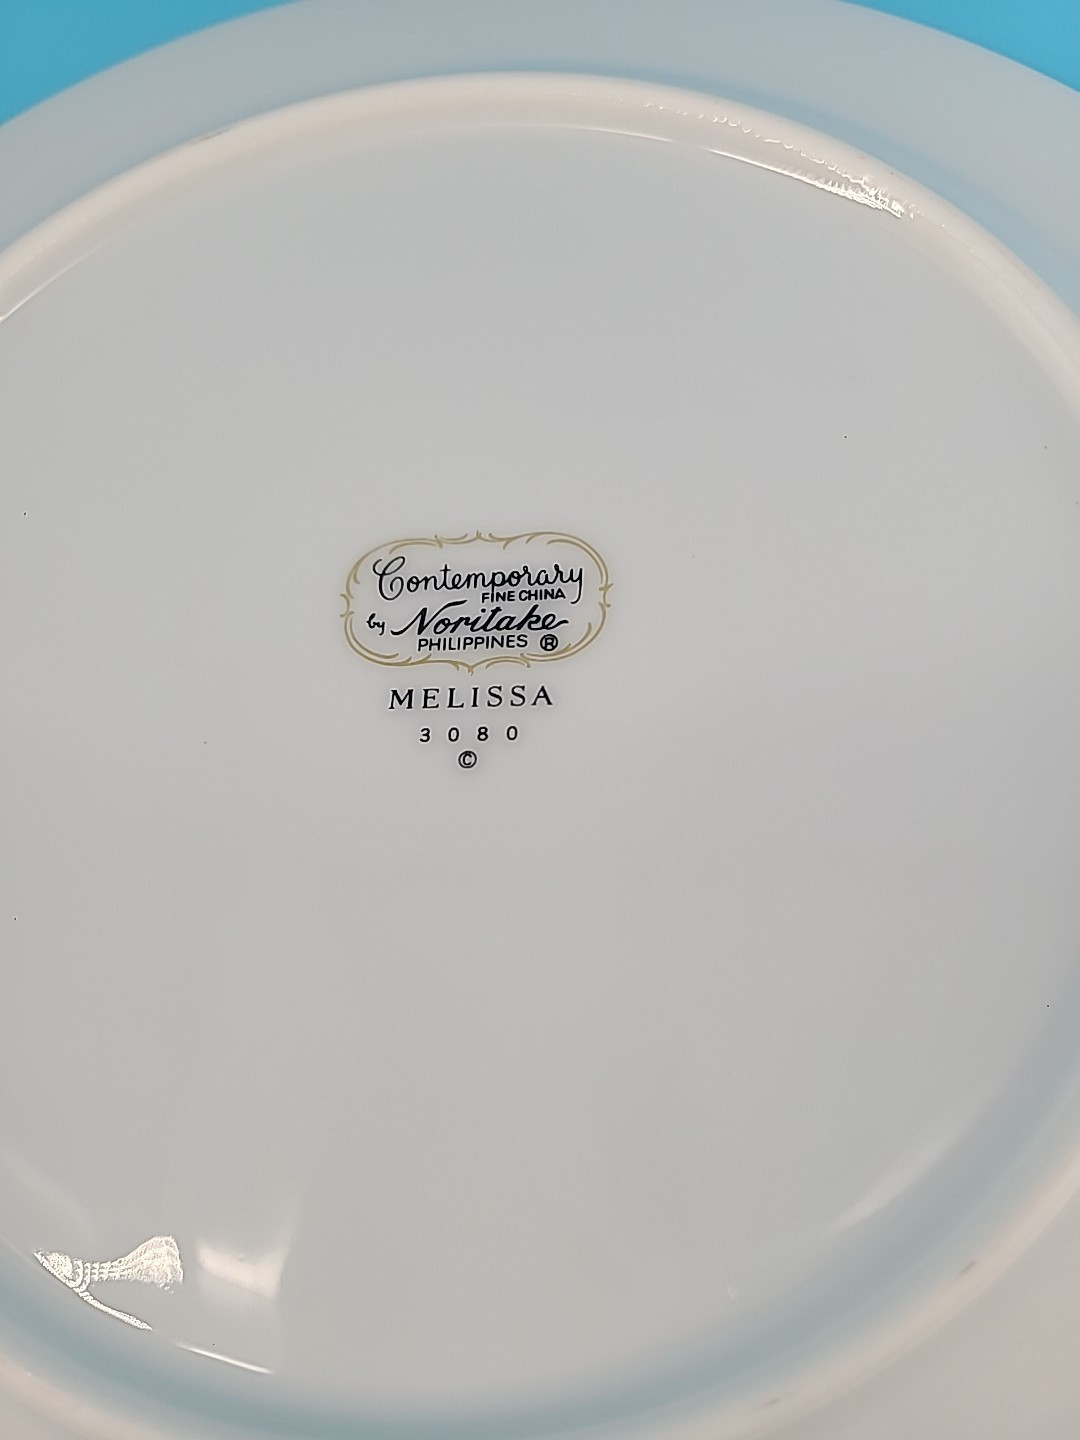 Contemporary
FINE CHINA
by Noritake
PHILIPPINES ®
MELISSA
3080
©